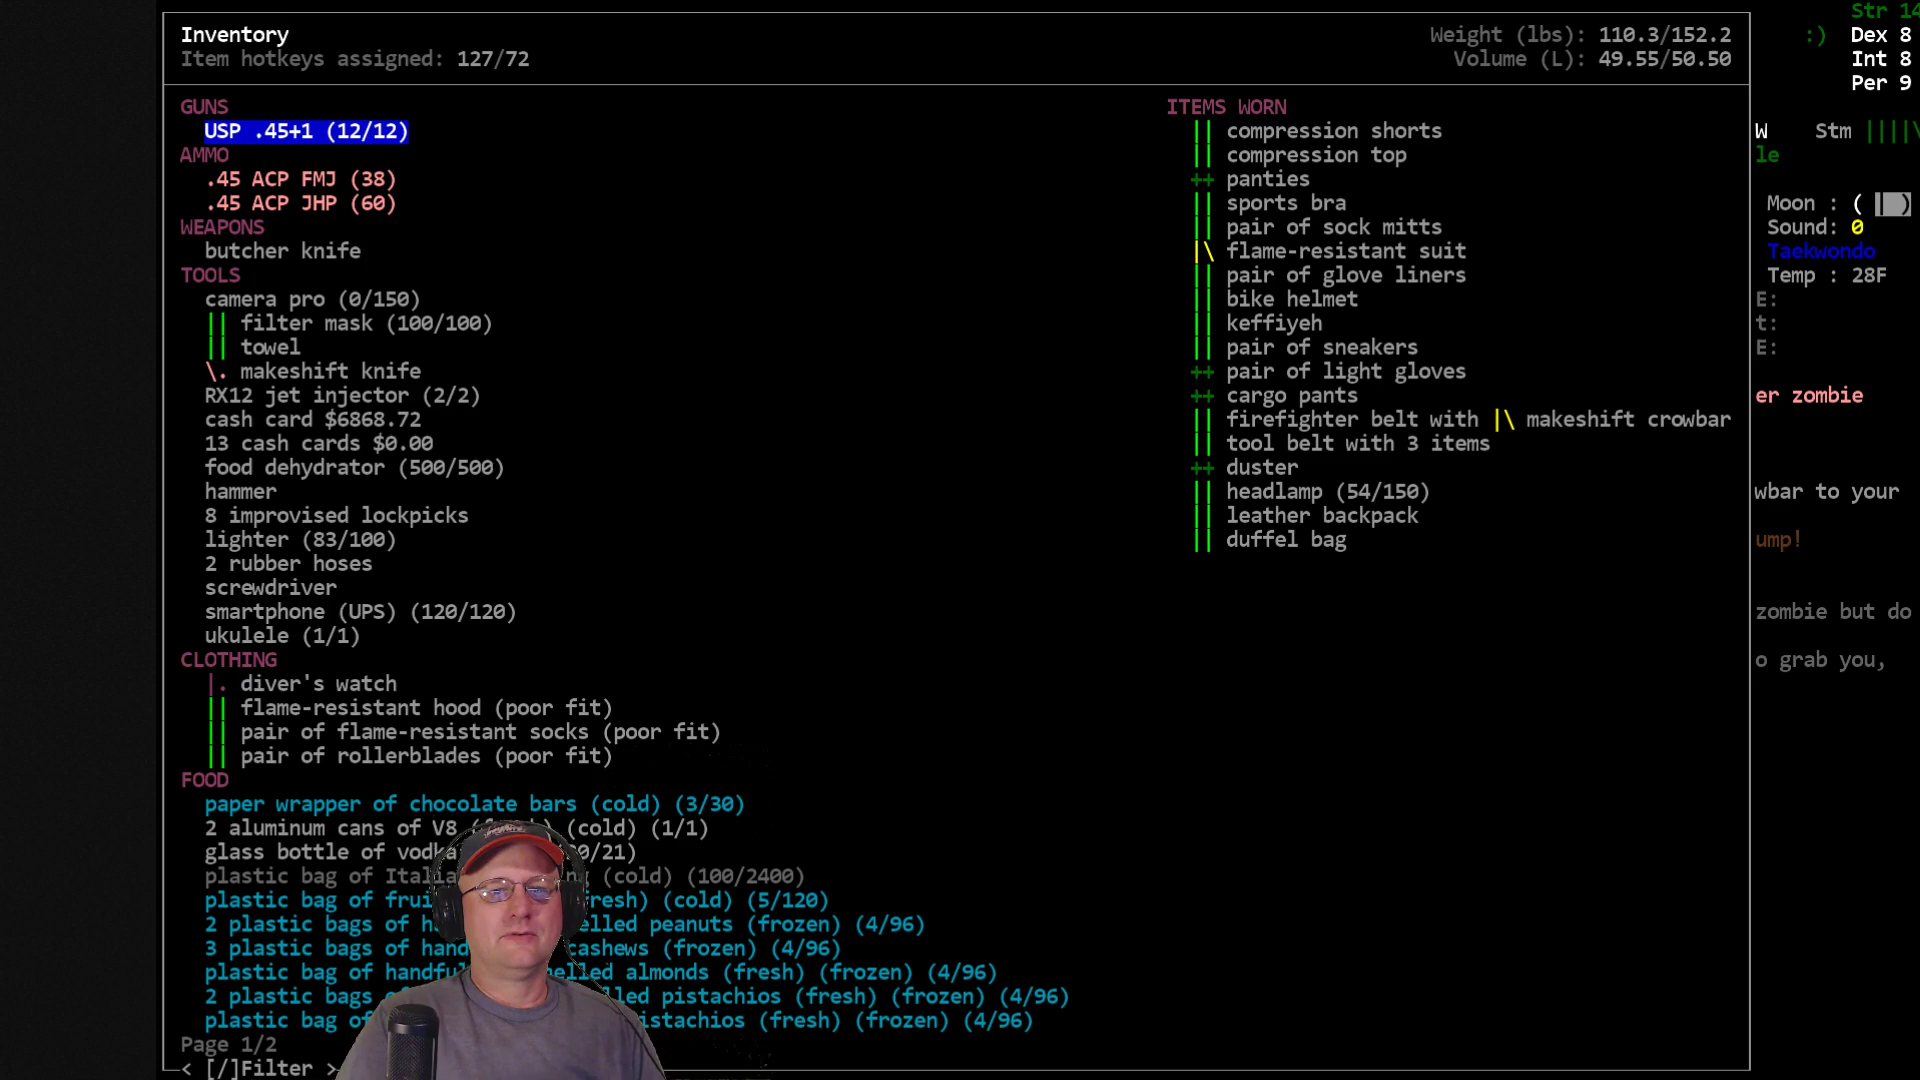 Inventory
Item hotkeys assigned: 127/72
Weight (lbs): 110.3/152.2
Volume (L): 49.55/50.50
GUNS
USP .45+1 (12/12)
AMMO
.45 ACP FMJ (38)
.45 ACP JHP (60)
WEAPONS
butcher knife
TOOLS
camera pro (0/150)
|| filter mask (100/100)
|| towel
\. makeshift knife
RX12 jet injector (2/2)
cash card $6868.72
13 cash cards $0.00
food dehydrator (500/500)
hammer
8 improvised lockpicks
lighter (83/100)
2 rubber hoses
screwdriver
smartphone (UPS) (120/120)
ukulele (1/1)
CLOTHING
|. diver's watch
|| flame-resistant hood (poor fit)
|| pair of flame-resistant socks (poor fit)
|| pair of rollerblades (poor fit)
FOOD
paper wrapper of chocolate bars (cold) (3/30)
2 aluminum cans of V8 (cold) (1/1)
glass bottle of vodka 0/21)
plastic bag of (cold) (100/2400)
plastic bag of (cold) (5/120)
2 plastic bags of peanuts (frozen) (4/96)
3 plastic bags of cashews (frozen) (4/96)
plastic bag of almonds (fresh) (frozen) (4/96)
2 plastic bags pistachios (fresh) (frozen) (4/96)
plastic bag of (fresh) (frozen) (4/96)
Page 1/2
< [/]Filter >
ITEMS WORN
|| compression shorts
|| compression top
++ panties
|| sports bra
|| pair of sock mitts
|\ flame-resistant suit
|| pair of glove liners
|| bike helmet
|| keffiyeh
|| pair of sneakers
++ pair of light gloves
++ cargo pants
|| firefighter belt with |\ makeshift crowbar
|| tool belt with 3 items
++ duster
|| headlamp (54/150)
|| leather backpack
|| duffel bag
Str 14
:) Dex 8
Int 8
Per 9
W Stm ||||\
le
Moon : ( | )
Sound: 0
Taekwondo
Temp : 28F
E:
t:
E:
er zombie
wbar to your
ump!
zombie but do
o grab you,